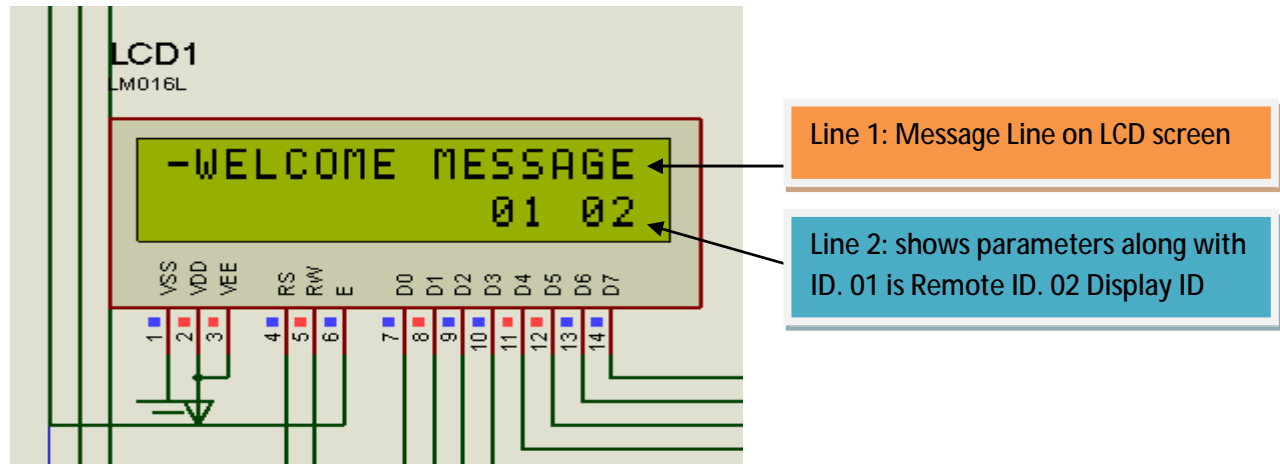 LCD1
LM016L
-WELCOME MESSAGE
01 02
VSS VDD VEE RS RW E D0 D1 D2 D3 D4 D5 D6 D7
1 2 3 4 5 6 7 8 9 10 11 12 13 14
Line 1: Message Line on LCD screen
Line 2: shows parameters along with
ID. 01 is Remote ID. 02 Display ID